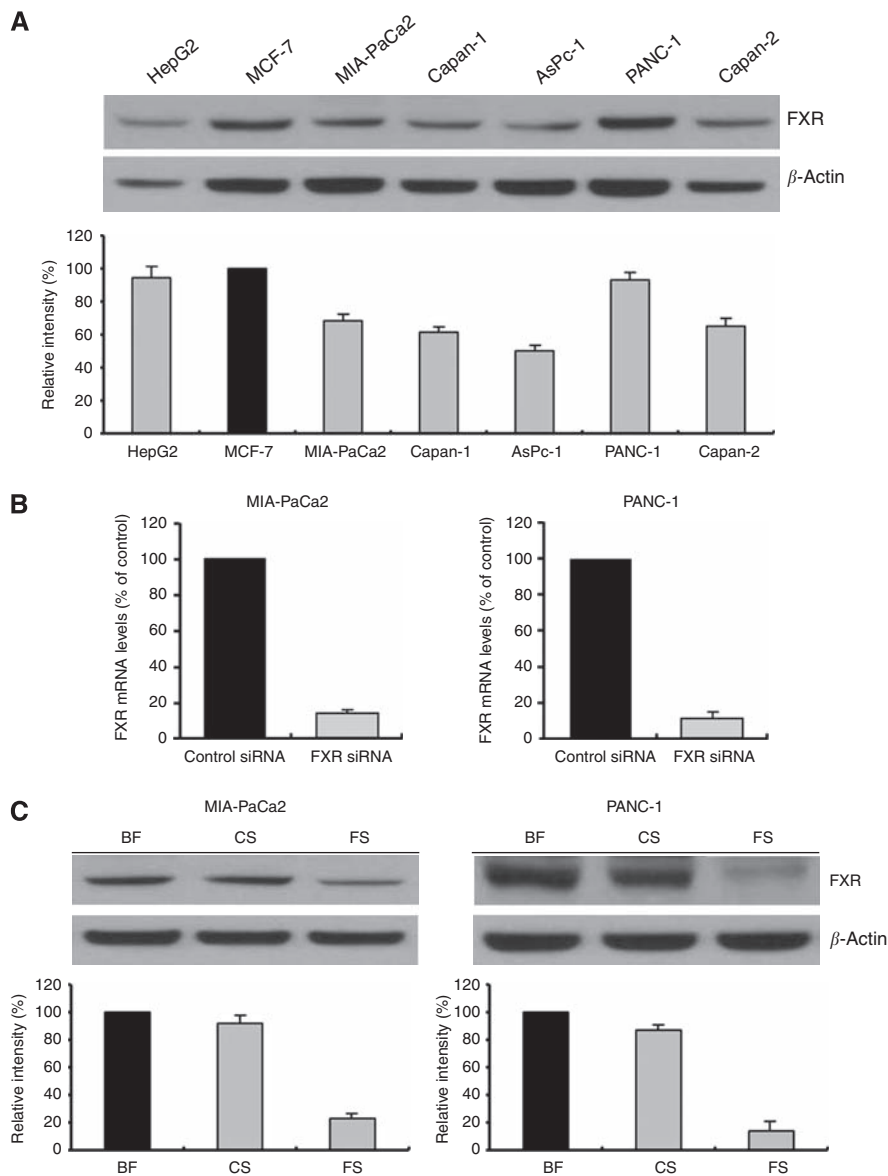 A
HepG2 MCF-7 MIA-PaCa2 Capan-1 AsPc-1 PANC-1 Capan-2
FXR
β-Actin
Relative intensity (%)
120
100
80
60
40
20
0
HepG2 MCF-7 MIA-PaCa2 Capan-1 AsPc-1 PANC-1 Capan-2
B
MIA-PaCa2
FXR mRNA levels (% of control)
120
100
80
60
40
20
0
Control siRNA FXR siRNA
PANC-1
FXR mRNA levels (% of control)
120
100
80
60
40
20
0
Control siRNA FXR siRNA
C
MIA-PaCa2
BF CS FS
PANC-1
BF CS FS
FXR
β-Actin
Relative intensity (%)
120
100
80
60
40
20
0
BF CS FS
Relative intensity (%)
120
100
80
60
40
20
0
BF CS FS